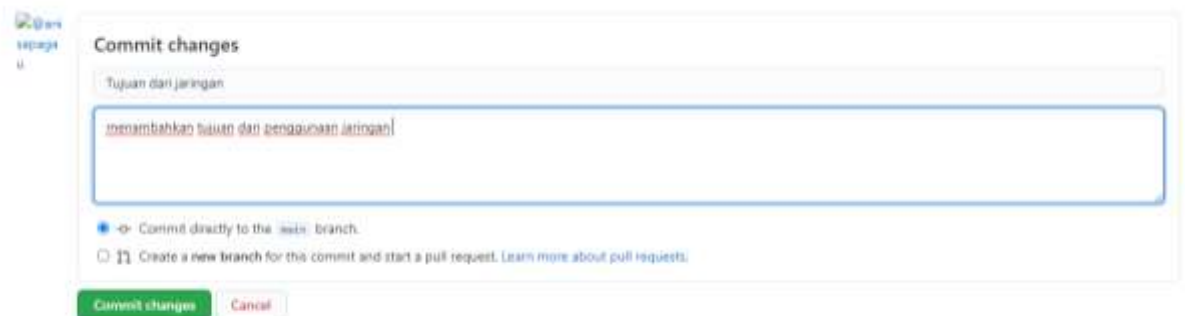 Commit changes
Tujuan dari jaringan
menambahkan tujuan dan penggunaan jaringan
Commit directly to the main branch.
Create a new branch for this commit and start a pull request. Learn more about pull requests.
Commit changes
Cancel